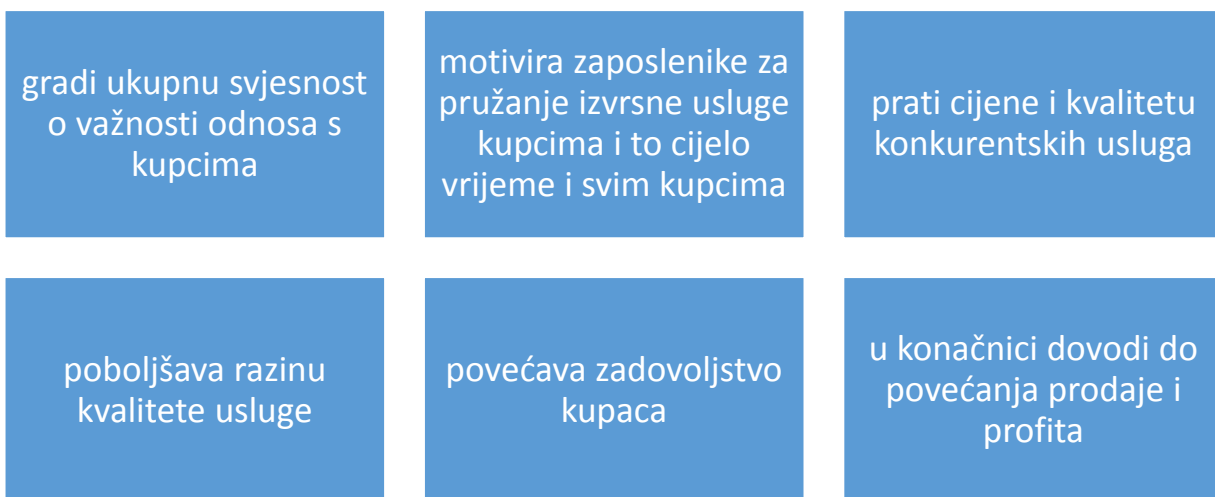 gradi ukupnu svjesnost
o važnosti odnosa s
kupcima
motivira zaposlenike za
pružanje izvrsne usluge
kupcima i to cijelo
vrijeme i svim kupcima
prati cijene i kvalitetu
konkurentskih usluga
poboljšava razinu
kvalitete usluge
povećava zadovoljstvo
kupaca
u konačnici dovodi do
povećanja prodaje i
profita